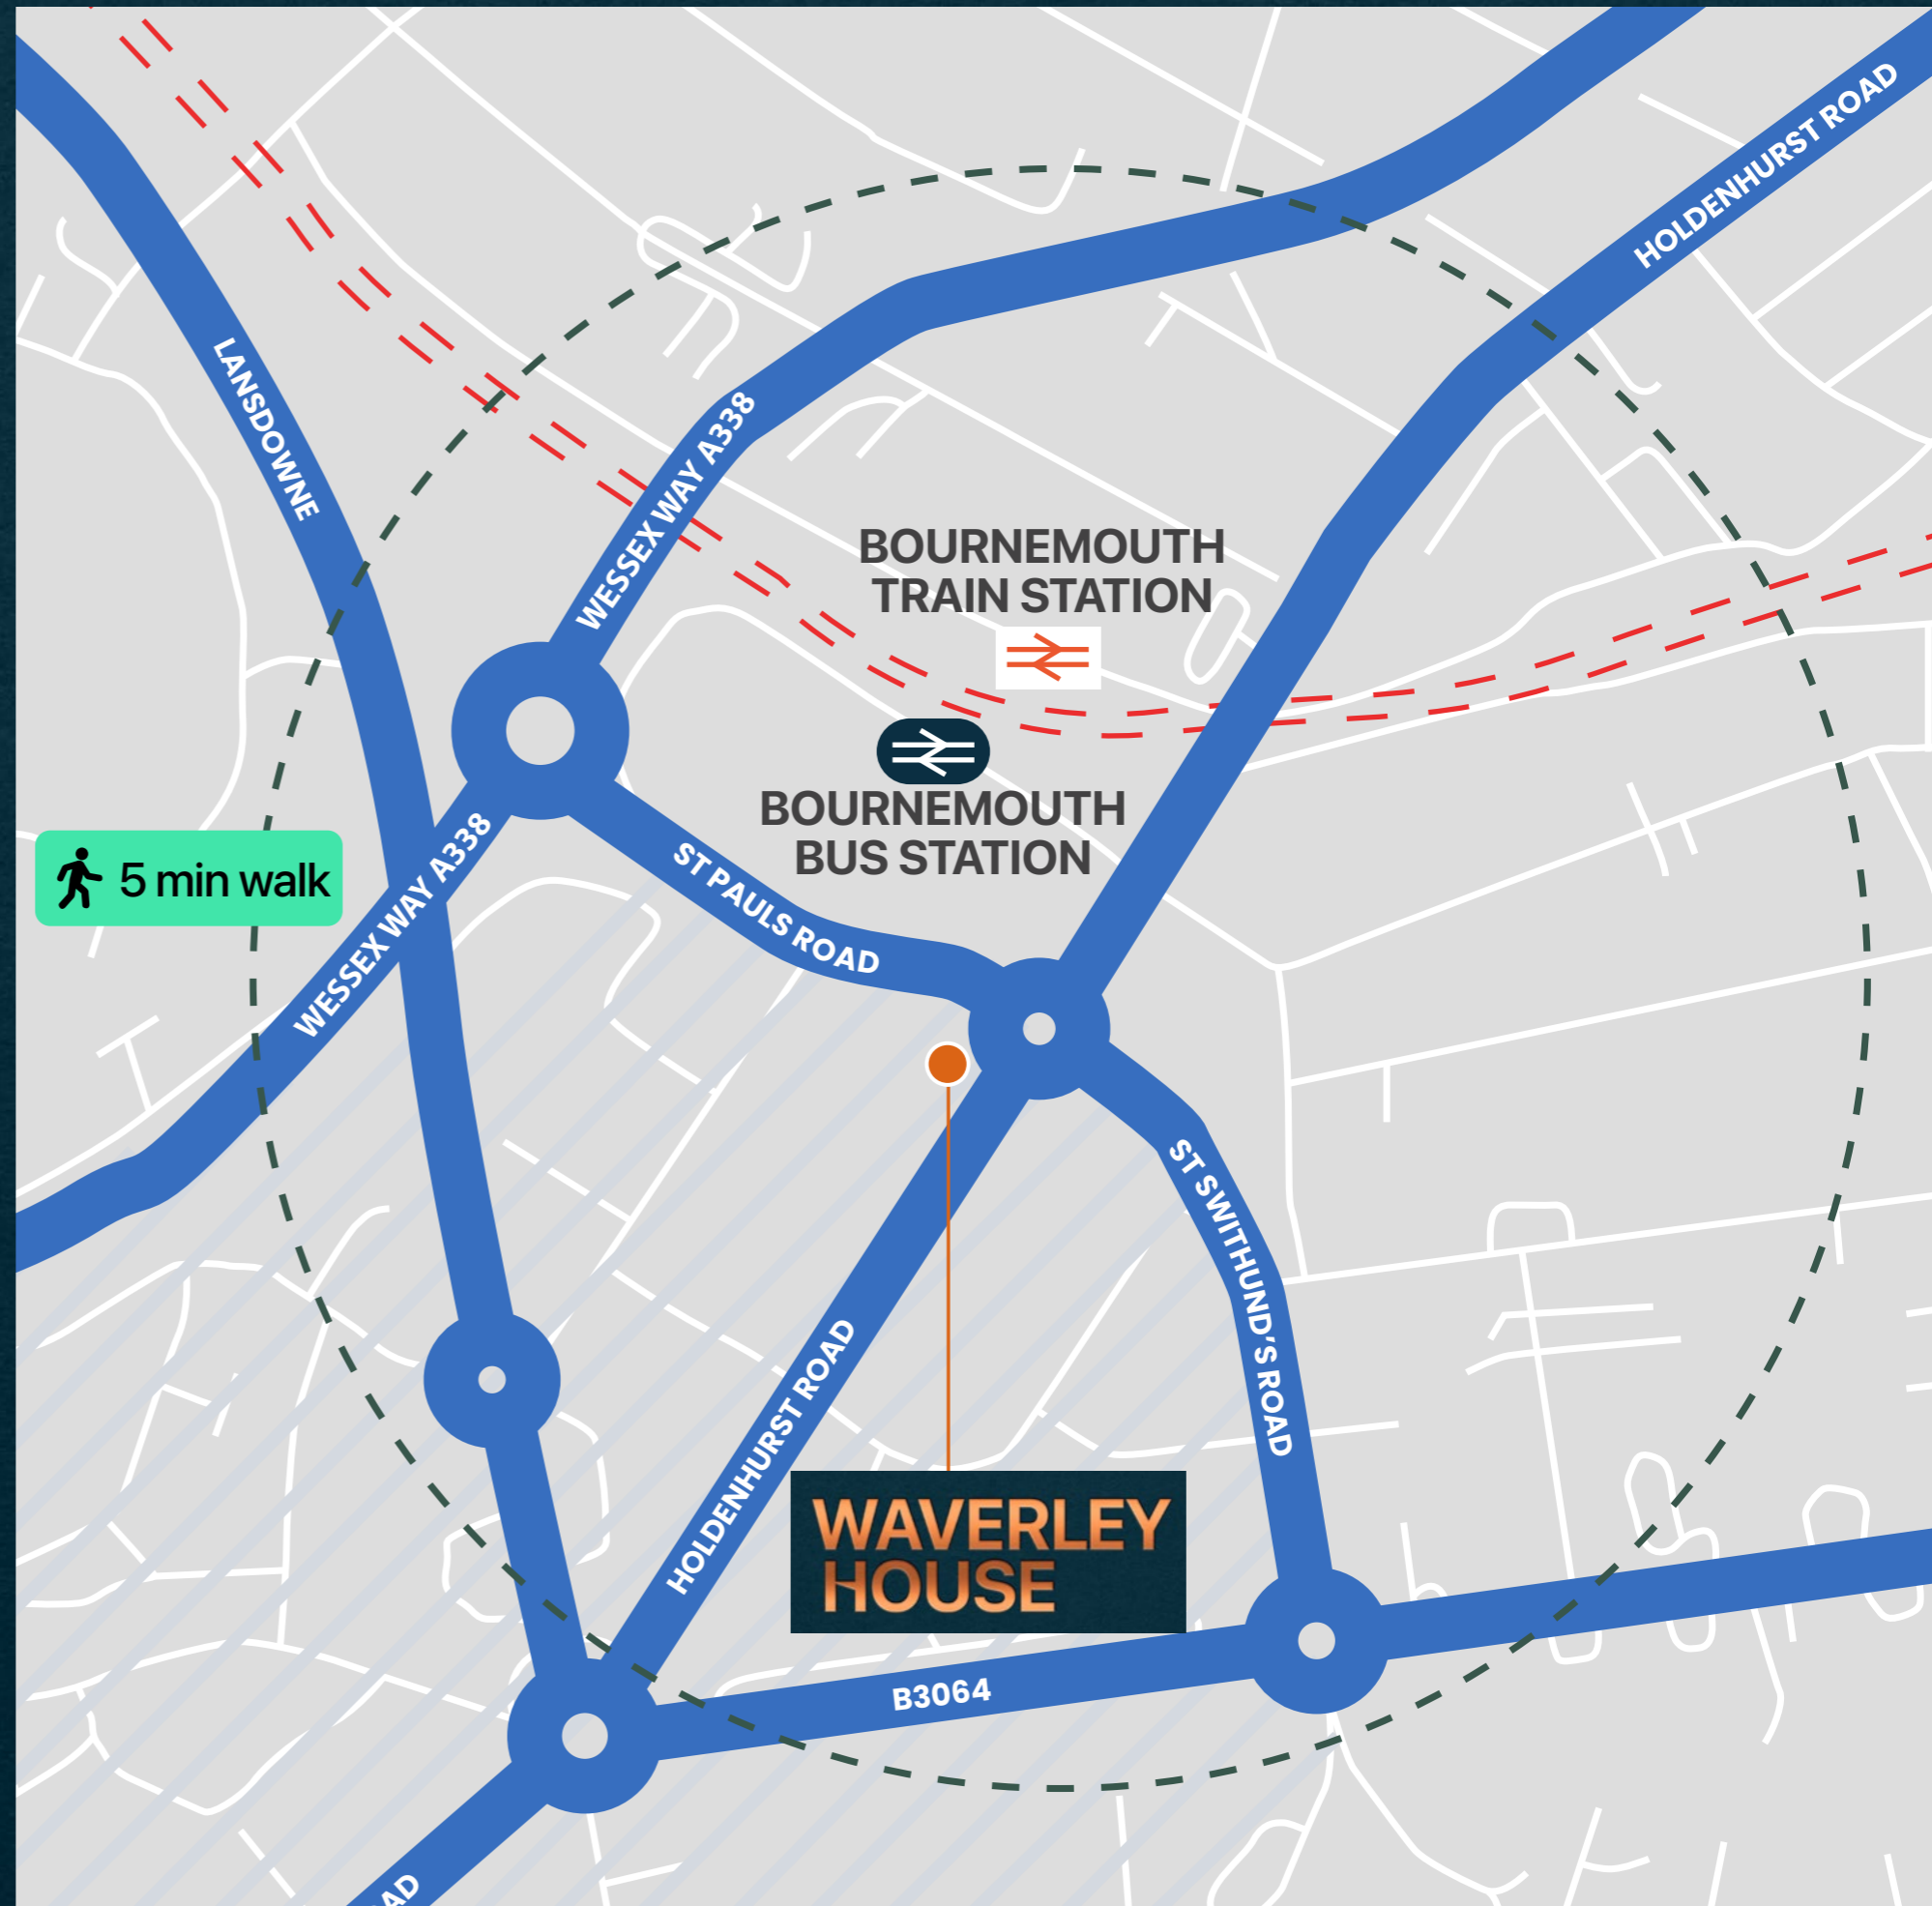 HOLDENHURST ROAD
LANSDOWNE
WESSEX WAY A338
BOURNEMOUTH
TRAIN STATION
BOURNEMOUTH
BUS STATION
5 min walk
WESSEX WAY A338
ST PAULS ROAD
ST SWITHUND'S ROAD
HOLDENHURST ROAD
WAVERLEY
HOUSE
B3064